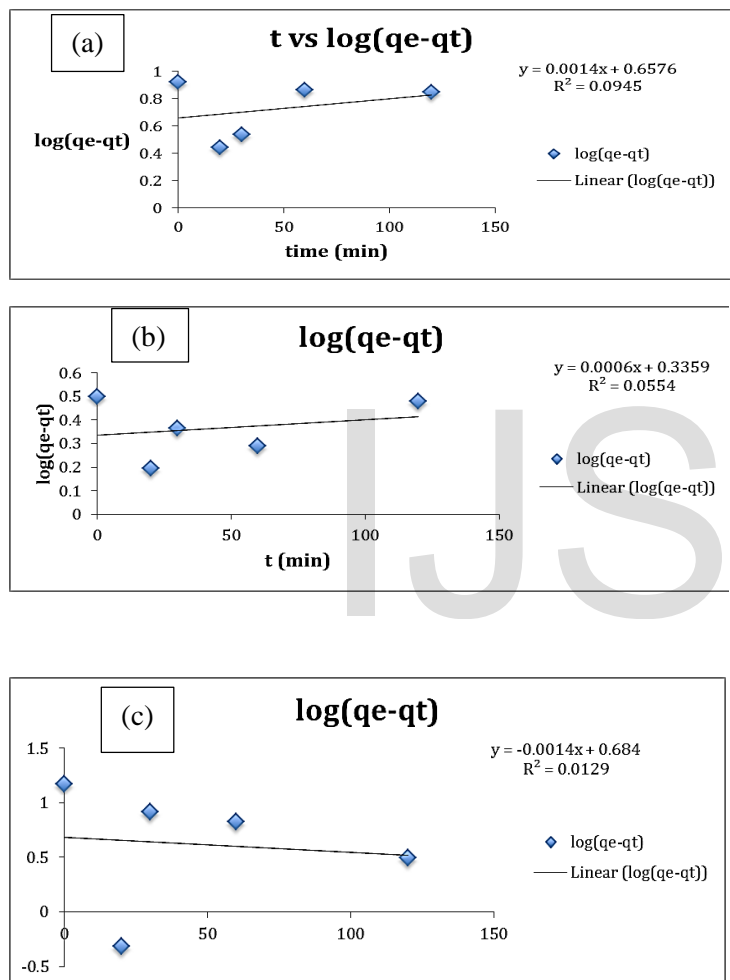 (a)
t vs log(qe-qt)
y = 0.0014x + 0.6576
R² = 0.0945
1
0.8
0.6
0.4
0.2
0
log(qe-qt)
0 50 100 150
time (min)
log(qe-qt)
Linear (log(qe-qt))
(b)
log(qe-qt)
y = 0.0006x + 0.3359
R² = 0.0554
0.6
0.5
0.4
0.3
0.2
0.1
0
log(qe-qt)
0 50 100 150
t (min)
log(qe-qt)
Linear (log(qe-qt))
IJS
(c)
log(qe-qt)
y = -0.0014x + 0.684
R² = 0.0129
1.5
1
0.5
0
-0.5
0 50 100 150
log(qe-qt)
Linear (log(qe-qt))